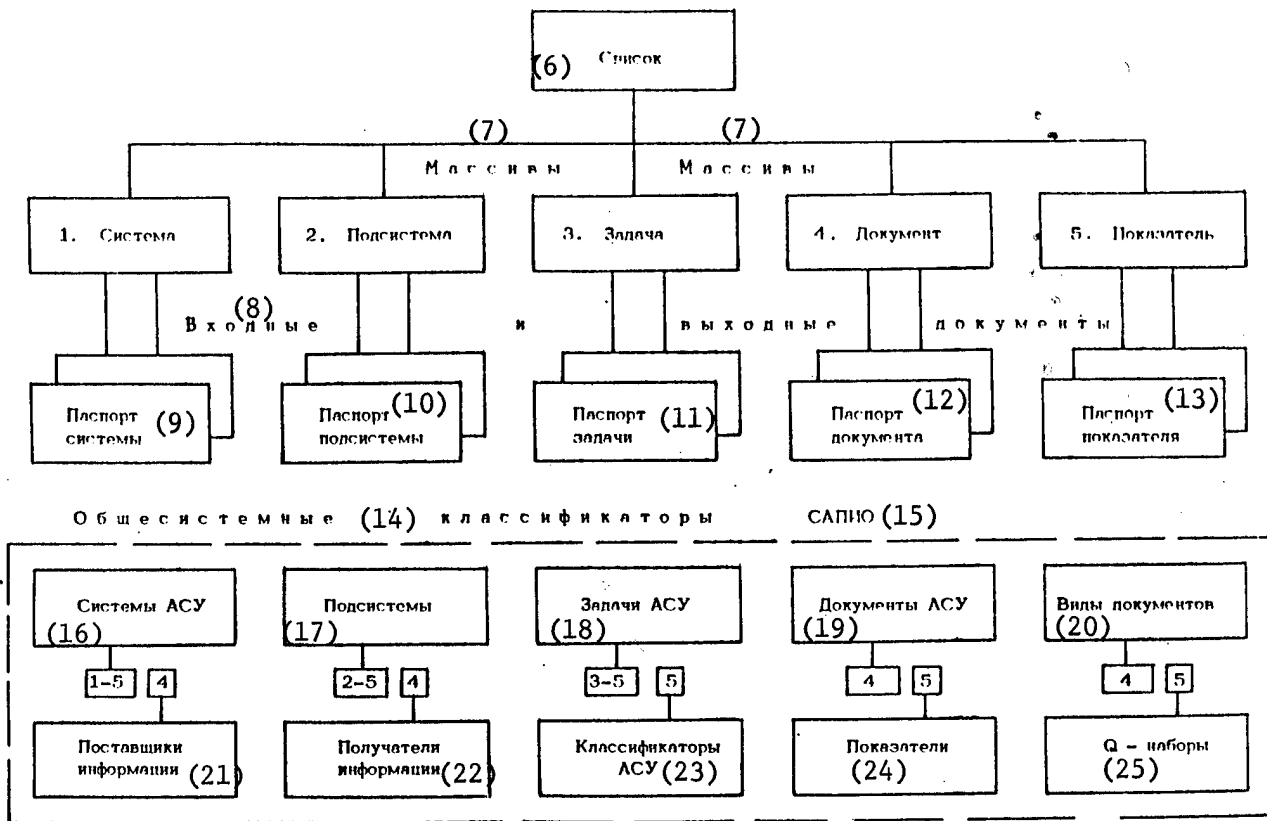 (6) Список
(7) (7)
Массивы Массивы
1. Система 2. Подсистема 3. Задача 4. Документ 5. Показатель
(8)
Входные и выходные документы
Паспорт системы (9)
Паспорт подсистемы (10)
Паспорт задачи (11)
Паспорт документа (12)
Паспорт показателя (13)
Общесистемные (14) классификаторы САПИО (15)
Системы АСУ (16)
Подсистемы (17)
Задачи АСУ (18)
Документы АСУ (19)
Виды документов (20)
1-5 4 2-5 4 3-5 5 4 5 4 5
Поставщики информации (21)
Получатели информации (22)
Классификаторы АСУ (23)
Показатели (24)
Q - наборы (25)